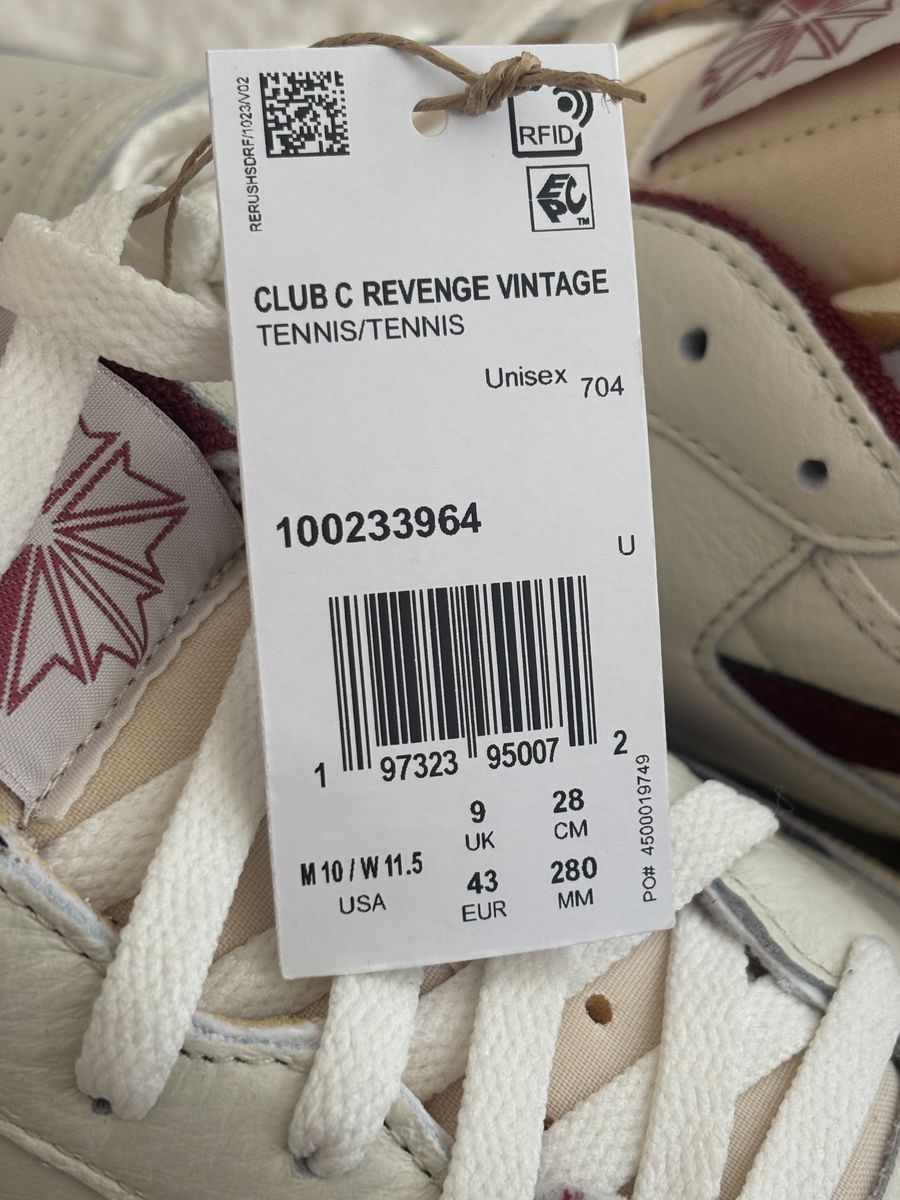 RERUSHSDRF/1023/V02
RFID
EPC
TM
CLUB C REVENGE VINTAGE
TENNIS/TENNIS
Unisex 704
100233964
U
1 97323 95007 2
9
UK
28
CM
M 10 / W 11.5
USA
43
EUR
280
MM
PO# 4500019749